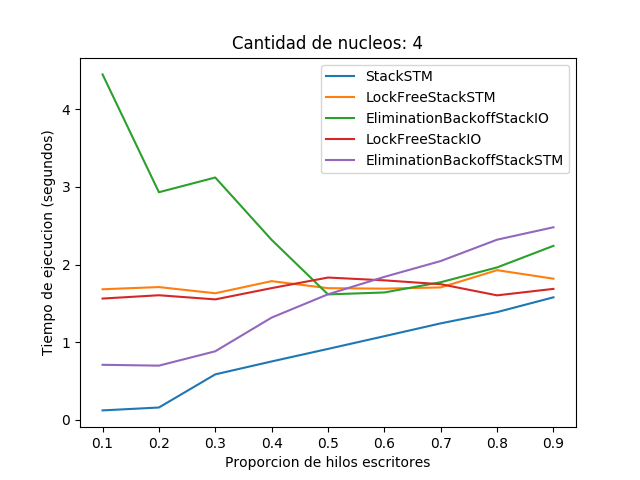 Cantidad de nucleos: 4
StackSTM
LockFreeStackSTM
EliminationBackoffStackIO
LockFreeStackIO
EliminationBackoffStackSTM
Tiempo de ejecucion (segundos)
4
3
2
1
0
0.1 0.2 0.3 0.4 0.5 0.6 0.7 0.8 0.9
Proporcion de hilos escritores